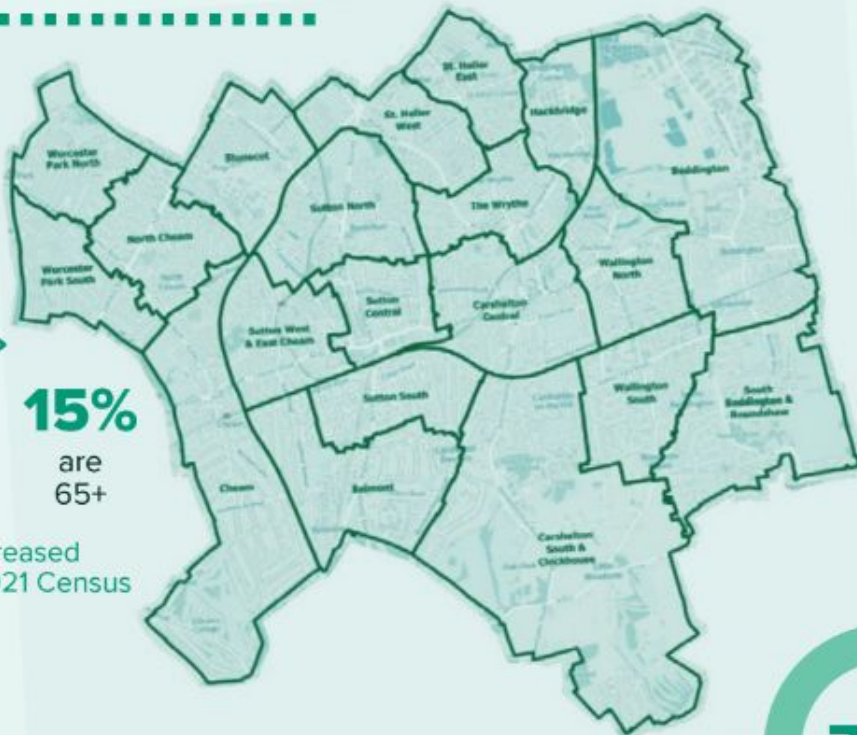 St. Helier
East
Hackbridge
St. Helier
West
Worcester
Park North
Stonecot
Beddington
Sutton North
The Wrythe
North Cheam
Worcester
Park South
Wallington
North
Sutton
Central
Carshalton
Central
Sutton West
& East Cheam
Sutton South
Wallington
South
South
Beddington &
Roundshaw
15%
are
65+
Cheam
Belmont
Carshalton
South &
Clockhouse
reased
21 Census